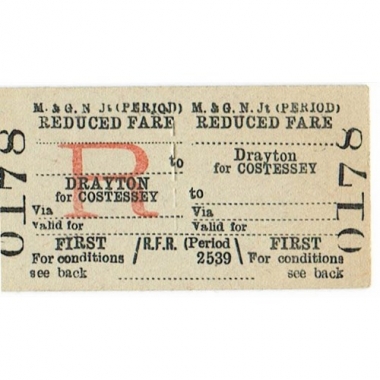 M. & G. N Jt (PERIOD) M. & G. N. Jt (PERIOD)
REDUCED FARE REDUCED FARE
R
to Drayton
DRAYTON for COSTESSEY
for COSTESSEY to
Via Via
Valid for Valid for
FIRST /R.F.R. (Period FIRST
For conditions 2539 \ For conditions
see back see back
0178
0178